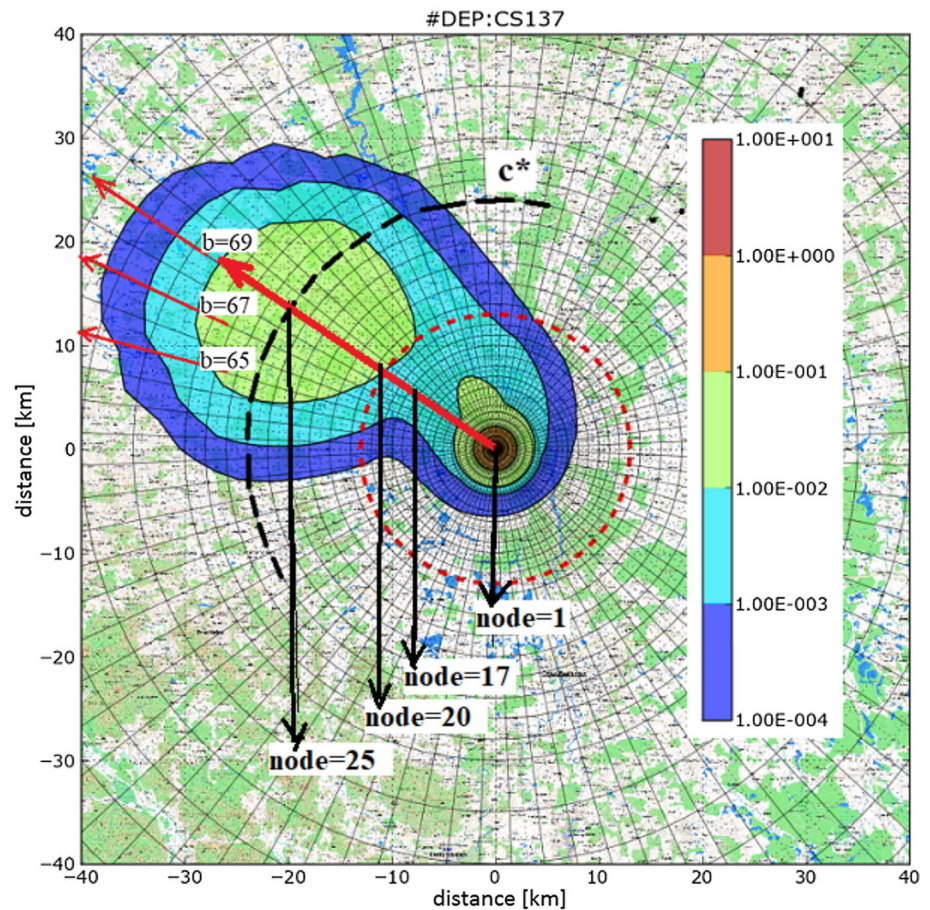 #DEP:CS137
40
30
20
10
0
−10
−20
−30
−40
distance [km]
c*
b=69
b=67
b=65
1.00E+001
1.00E+000
1.00E-001
1.00E-002
1.00E-003
1.00E-004
node=1
node=17
node=20
node=25
−40 −30 −20 −10 0 10 20 30 40
distance [km]